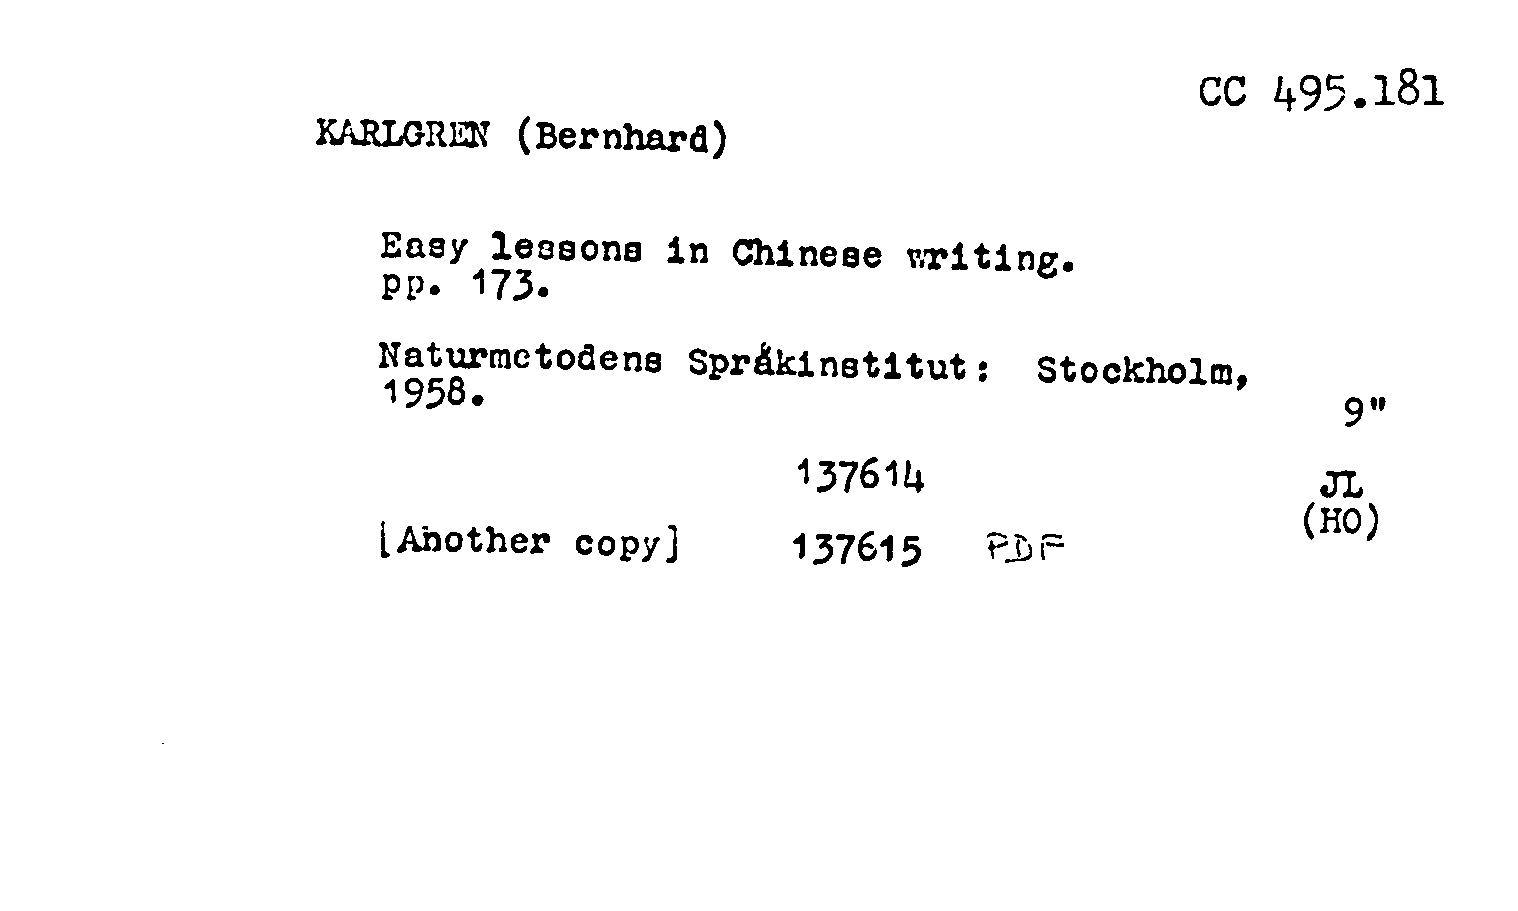 CC 495.181
KARLGREN (Bernhard)
Easy lessons in Chinese writing.
pp. 173.
Naturmetodens Språkinstitut: Stockholm,
1958.
9"
137614
JL
(HO)
[Another copy] 137615 PDF